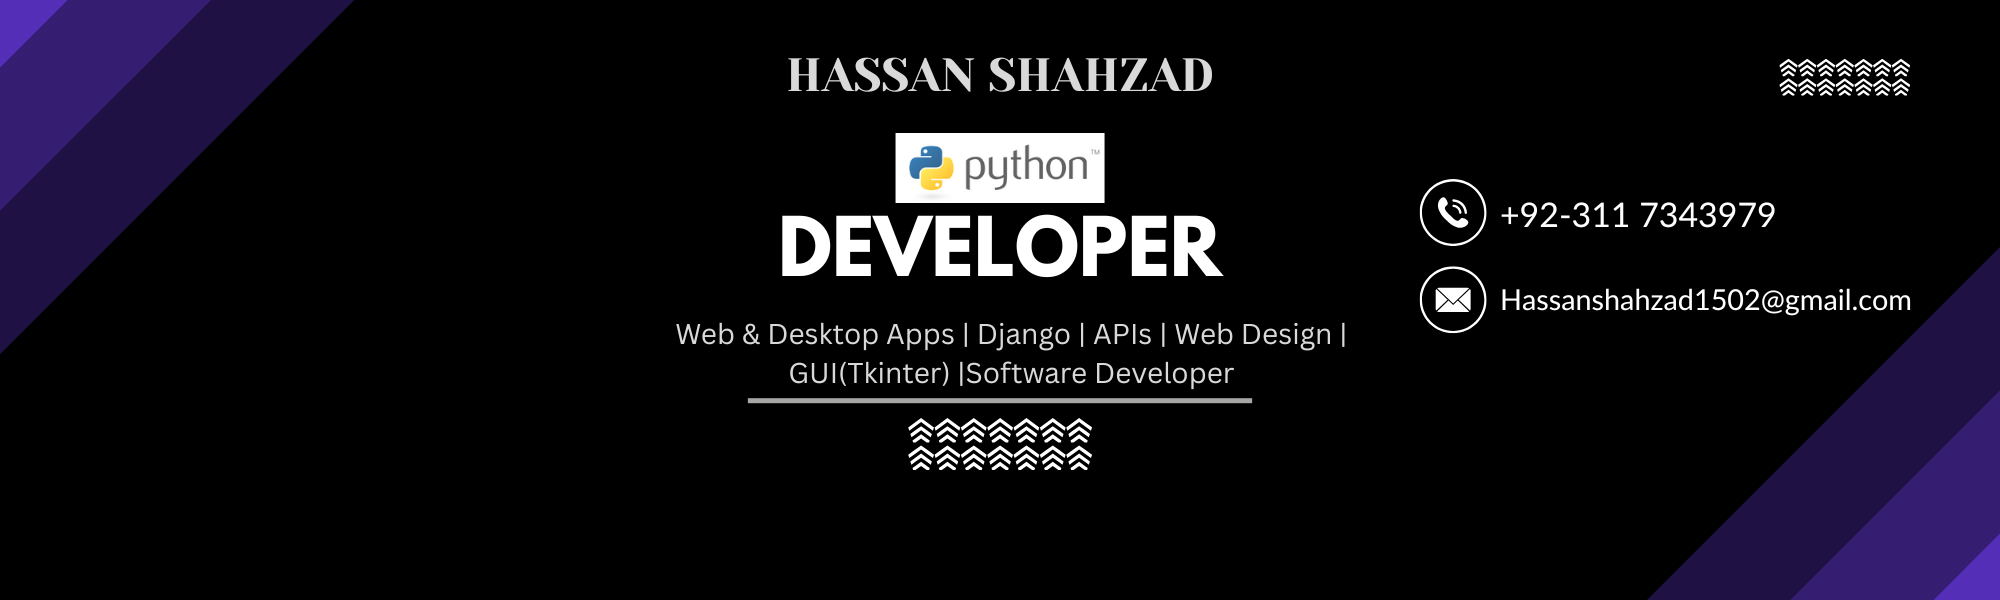 HASSAN SHAHZAD
python™
DEVELOPER
Web & Desktop Apps | Django | APIs | Web Design |
GUI(Tkinter) |Software Developer
+92-311 7343979
Hassanshahzad1502@gmail.com